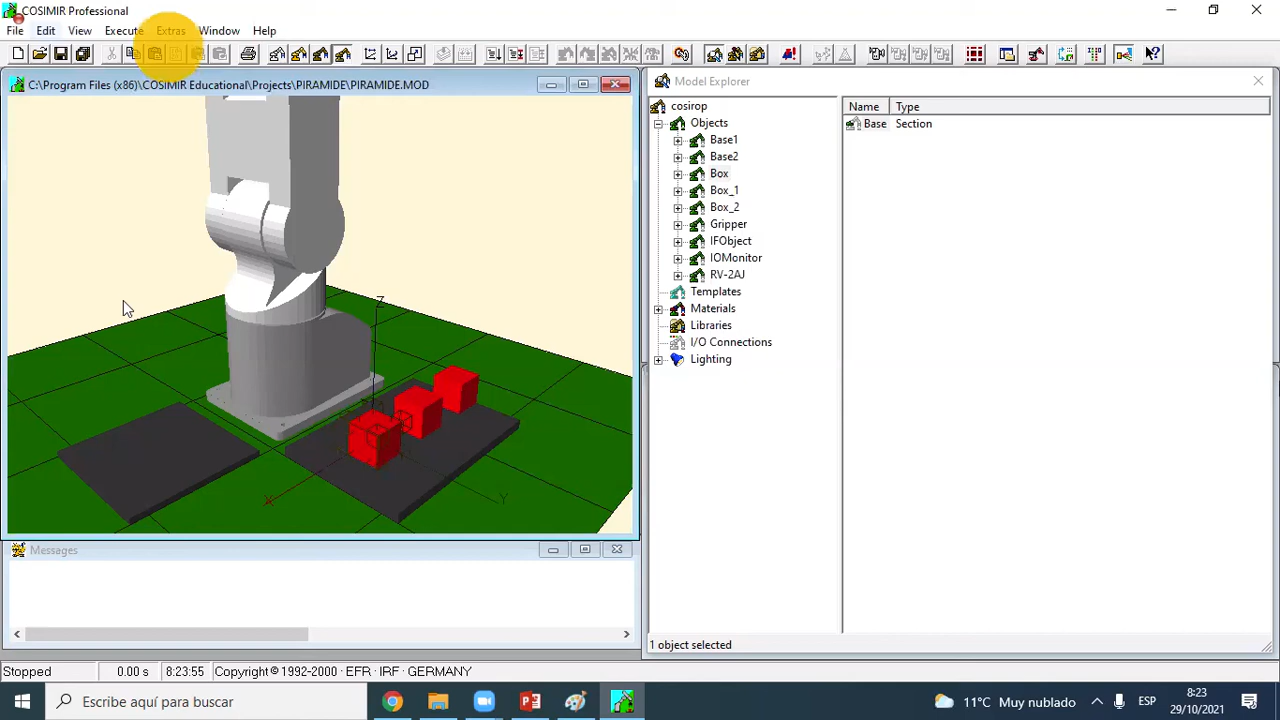 COSIMIR Professional
File Edit View Execute Extras Window Help
C:\Program Files (x86)\COSIMIR Educational\Projects\PIRAMIDE\PIRAMIDE.MOD
Z
X
Y
Messages
Model Explorer
cosirop
Objects
Base1
Base2
Box
Box_1
Box_2
Gripper
IFObject
IOMonitor
RV-2AJ
Templates
Materials
Libraries
I/O Connections
Lighting
Name Type
Base Section
1 object selected
Stopped 0.00 s 8:23:55 Copyright © 1992-2000 · EFR · IRF · GERMANY
Escribe aquí para buscar
11°C Muy nublado
ESP
8:23
29/10/2021